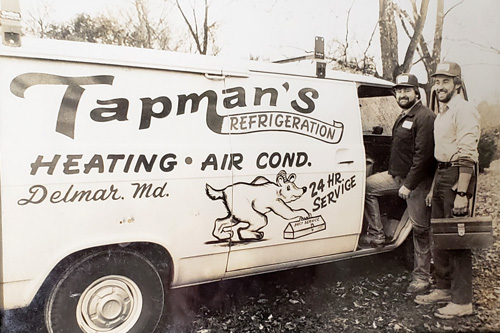 Tapman's
REFRIGERATION
HEATING • AIR COND.
Delmar. Md.
24 HR.
SERVICE